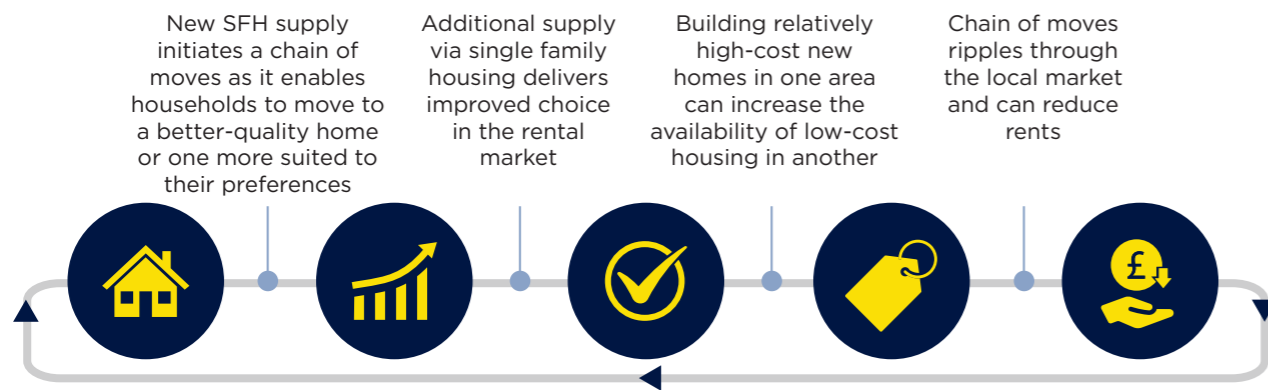 New SFH supply
initiates a chain of
moves as it enables
households to move to
a better-quality home
or one more suited to
their preferences
Additional supply
via single family
housing delivers
improved choice
in the rental
market
Building relatively
high-cost new
homes in one area
can increase the
availability of low-cost
housing in another
Chain of moves
ripples through
the local market
and can reduce
rents
£